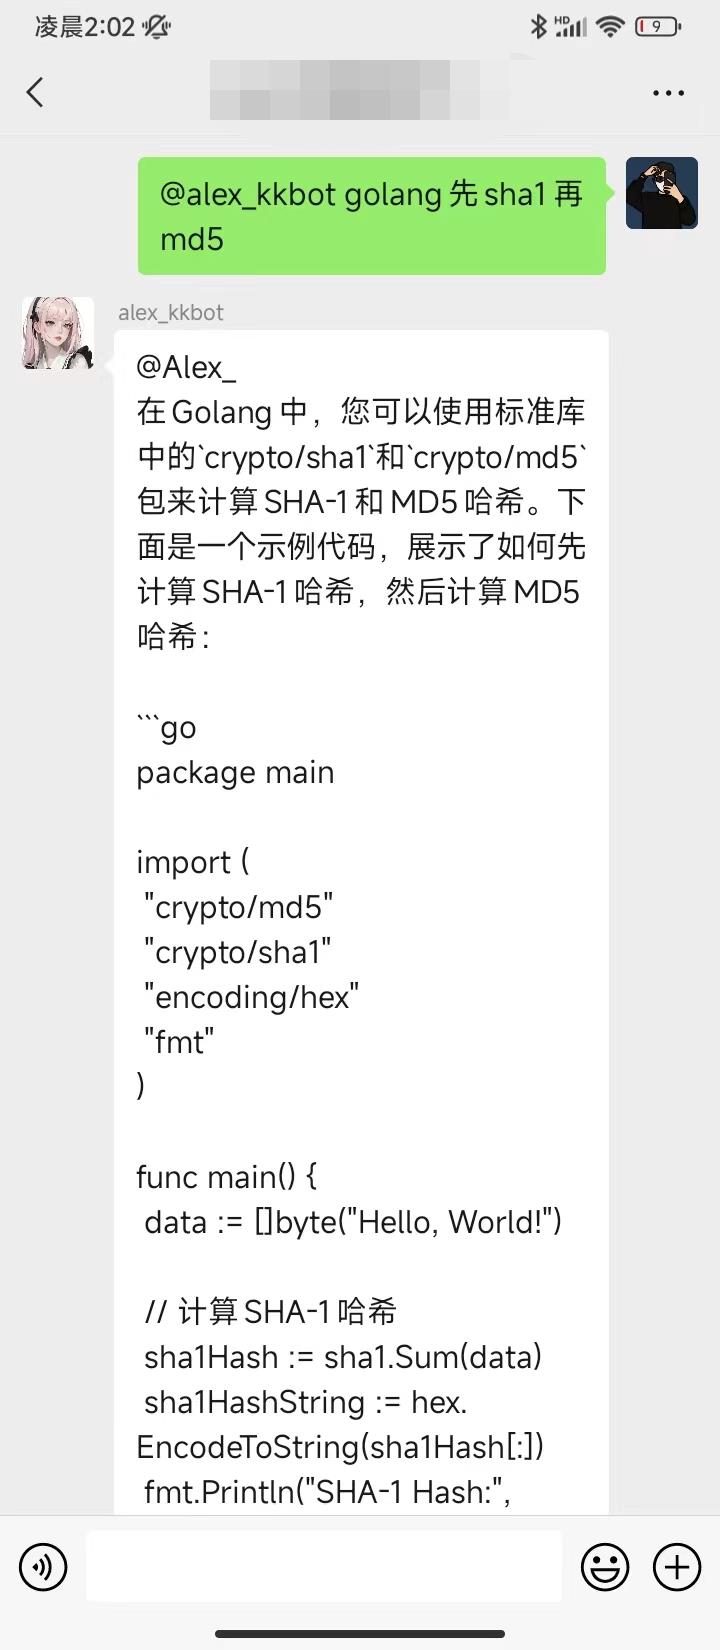 凌晨2:02
HD
9
@alex_kkbot golang 先 sha1 再
md5
alex_kkbot
@Alex_
在 Golang 中，您可以使用标准库
中的`crypto/sha1`和`crypto/md5`
包来计算 SHA-1 和 MD5 哈希。下
面是一个示例代码，展示了如何先
计算 SHA-1 哈希，然后计算 MD5
哈希：
```go
package main
import (
"crypto/md5"
"crypto/sha1"
"encoding/hex"
"fmt"
)
func main() {
data := []byte("Hello, World!")
// 计算 SHA-1 哈希
sha1Hash := sha1.Sum(data)
sha1HashString := hex.
EncodeToString(sha1Hash[:])
fmt.Println("SHA-1 Hash:",